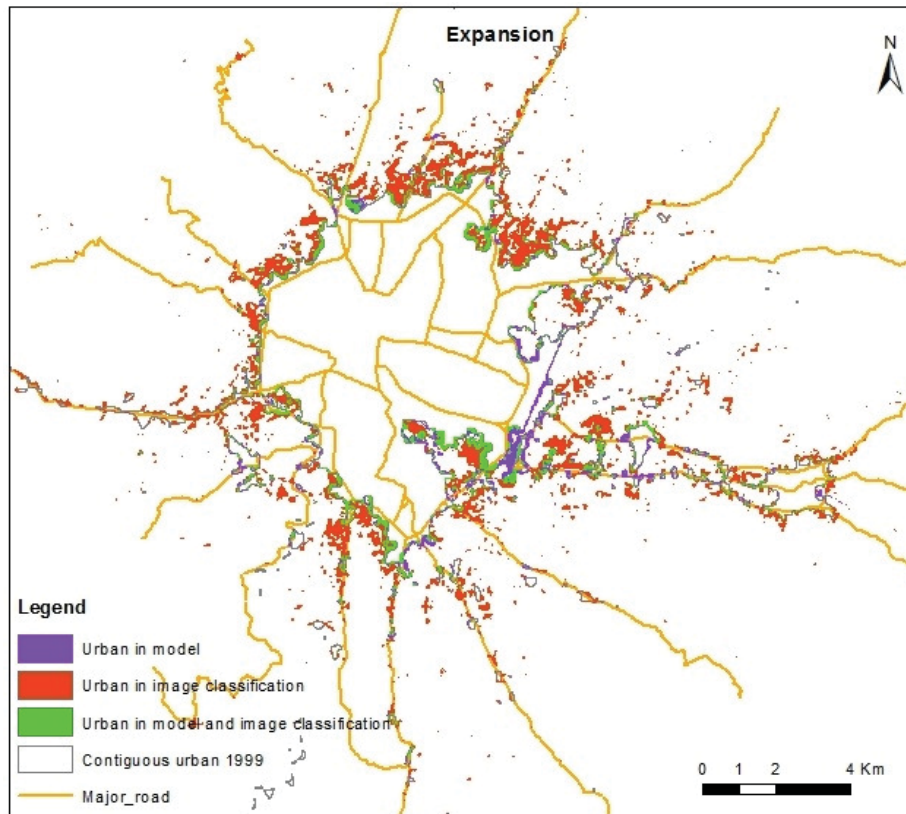 Expansion
N
Legend
Urban in model
Urban in image classification
Urban in model and image classification
Contiguous urban 1999
Major_road
0 1 2 4 Km